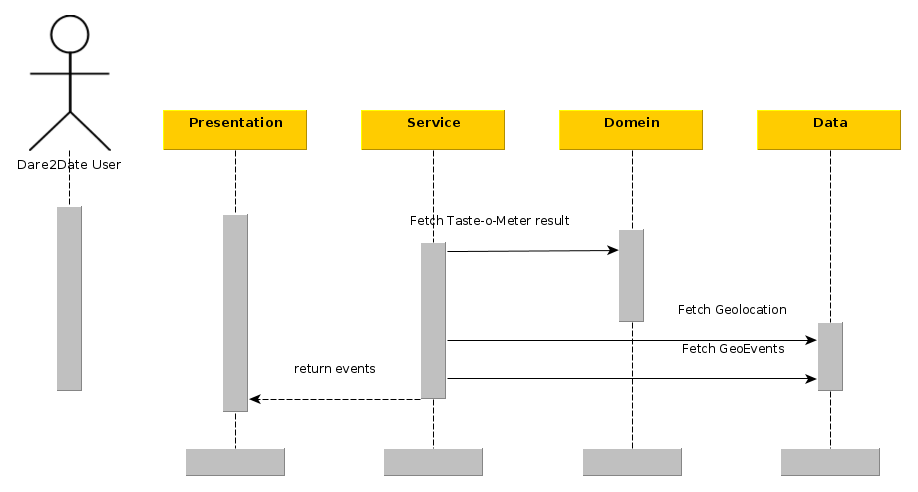 Dare2Date User
Presentation
Service
Domein
Data
Fetch Taste-o-Meter result
Fetch Geolocation
Fetch GeoEvents
return events